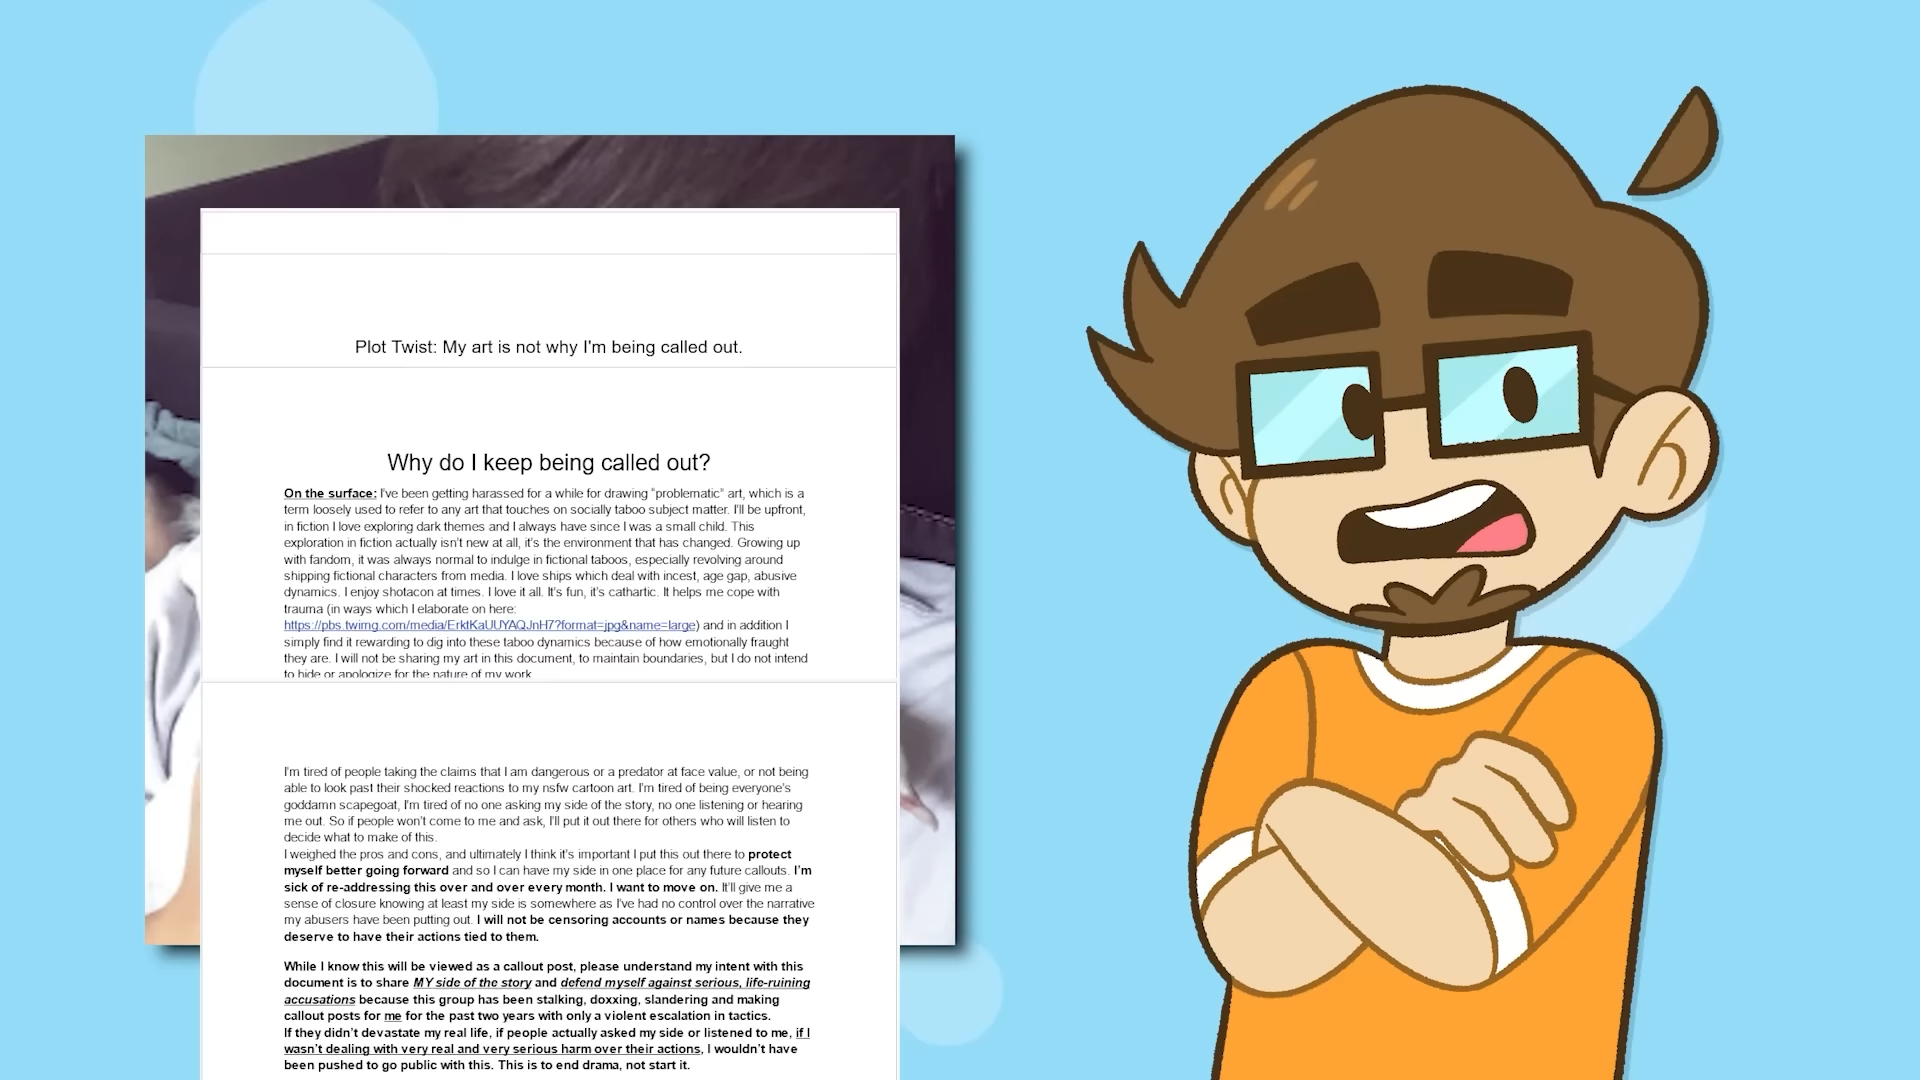 Plot Twist: My art is not why I'm being called out.
Why do I keep being called out?
On the surface: I've been getting harassed for a while for drawing "problematic" art, which is a
term loosely used to refer to any art that touches on socially taboo subject matter. I'll be upfront,
in fiction I love exploring dark themes and I always have since I was a small child. This
exploration in fiction actually isn't new at all, it's the environment that has changed. Growing up
with fandom, it was always normal to indulge in fictional taboos, especially revolving around
shipping fictional characters from media. I love ships which deal with incest, age gap, abusive
dynamics. I enjoy shotacon at times. I love it all. It's fun, it's cathartic. It helps me cope with
trauma (in ways which I elaborate on here:
https://pbs.twimg.com/media/ErktKaUUYAQJnH7?format=jpg&name=large) and in addition I
simply find it rewarding to dig into these taboo dynamics because of how emotionally fraught
they are. I will not be sharing my art in this document, to maintain boundaries, but I do not intend
to hide or apologize for the nature of my work.
I'm tired of people taking the claims that I am dangerous or a predator at face value, or not being
able to look past their shocked reactions to my nsfw cartoon art. I'm tired of being everyone's
goddamn scapegoat, I'm tired of no one asking my side of the story, no one listening or hearing
me out. So if people won't come to me and ask, I'll put it out there for others who will listen to
decide what to make of this.
I weighed the pros and cons, and ultimately I think it's important I put this out there to protect
myself better going forward and so I can have my side in one place for any future callouts. I'm
sick of re-addressing this over and over every month. I want to move on. It'll give me a
sense of closure knowing at least my side is somewhere as I've had no control over the narrative
my abusers have been putting out. I will not be censoring accounts or names because they
deserve to have their actions tied to them.
While I know this will be viewed as a callout post, please understand my intent with this
document is to share MY side of the story and defend myself against serious, life-ruining
accusations because this group has been stalking, doxxing, slandering and making
callout posts for me for the past two years with only a violent escalation in tactics.
If they didn't devastate my real life, if people actually asked my side or listened to me, if I
wasn't dealing with very real and very serious harm over their actions, I wouldn't have
been pushed to go public with this. This is to end drama, not start it.